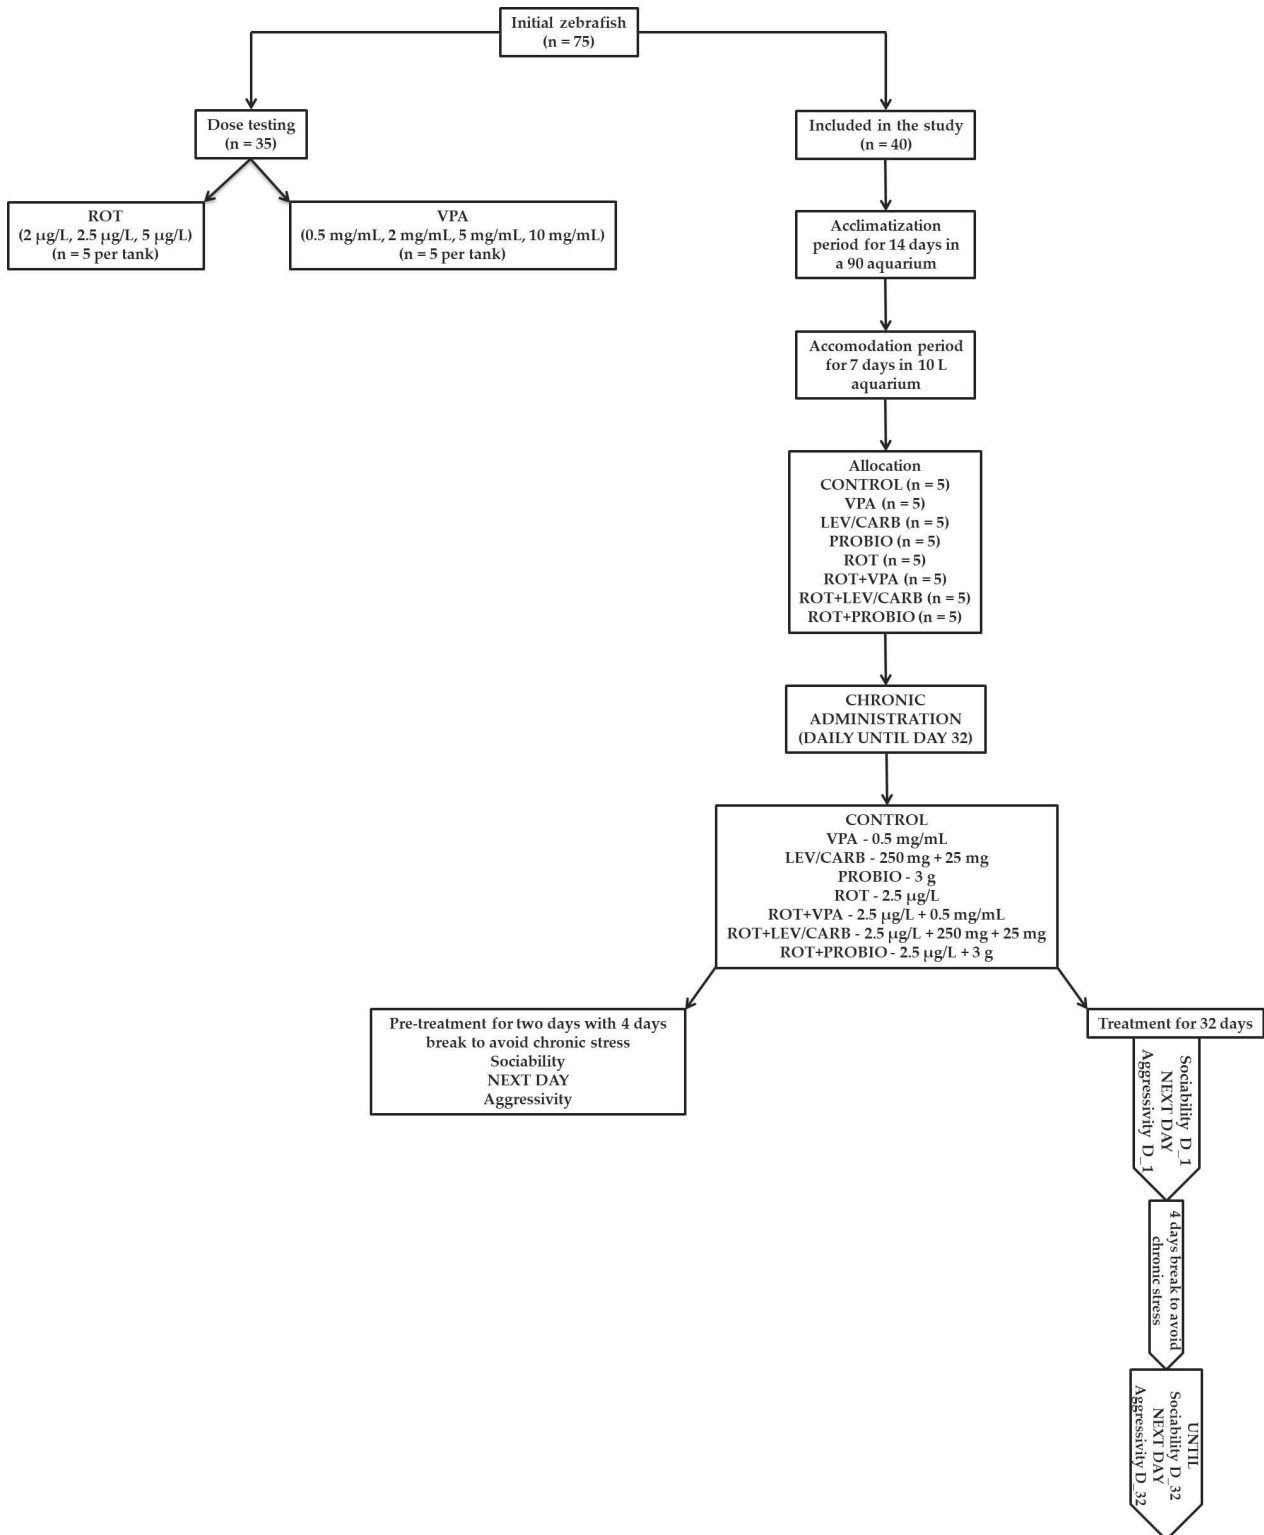 Initial zebrafish
(n = 75)
Dose testing
(n = 35)
Included in the study
(n = 40)
ROT
(2 µg/L, 2.5 µg/L, 5 µg/L)
(n = 5 per tank)
VPA
(0.5 mg/mL, 2 mg/mL, 5 mg/mL, 10 mg/mL)
(n = 5 per tank)
Acclimatization
period for 14 days in
a 90 aquarium
Accomodation period
for 7 days in 10 L
aquarium
Allocation
CONTROL (n = 5)
VPA (n = 5)
LEV/CARB (n = 5)
PROBIO (n = 5)
ROT (n = 5)
ROT+VPA (n = 5)
ROT+LEV/CARB (n = 5)
ROT+PROBIO (n = 5)
CHRONIC
ADMINISTRATION
(DAILY UNTIL DAY 32)
CONTROL
VPA - 0.5 mg/mL
LEV/CARB - 250 mg + 25 mg
PROBIO - 3 g
ROT - 2.5 µg/L
ROT+VPA - 2.5 µg/L + 0.5 mg/mL
ROT+LEV/CARB - 2.5 µg/L + 250 mg + 25 mg
ROT+PROBIO - 2.5 µg/L + 3 g
Pre-treatment for two days with 4 days
break to avoid chronic stress
Sociability
NEXT DAY
Aggressivity
Treatment for 32 days
Sociability D_1
NEXT DAY
Aggressivity D_1
4 days break to avoid
chronic stress
UNTIL
Sociability D_32
NEXT DAY
Aggressivity D_32